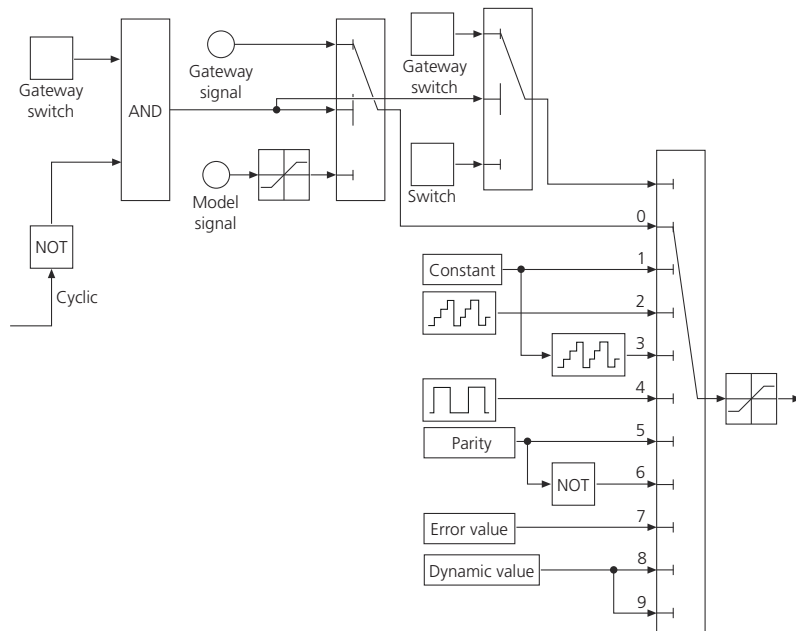 Gateway
switch
AND
NOT
Cyclic
Gateway
signal
Model
signal
Gateway
switch
Switch
0
Constant
1
2
3
4
Parity
5
NOT
6
Error value
7
Dynamic value
8
9